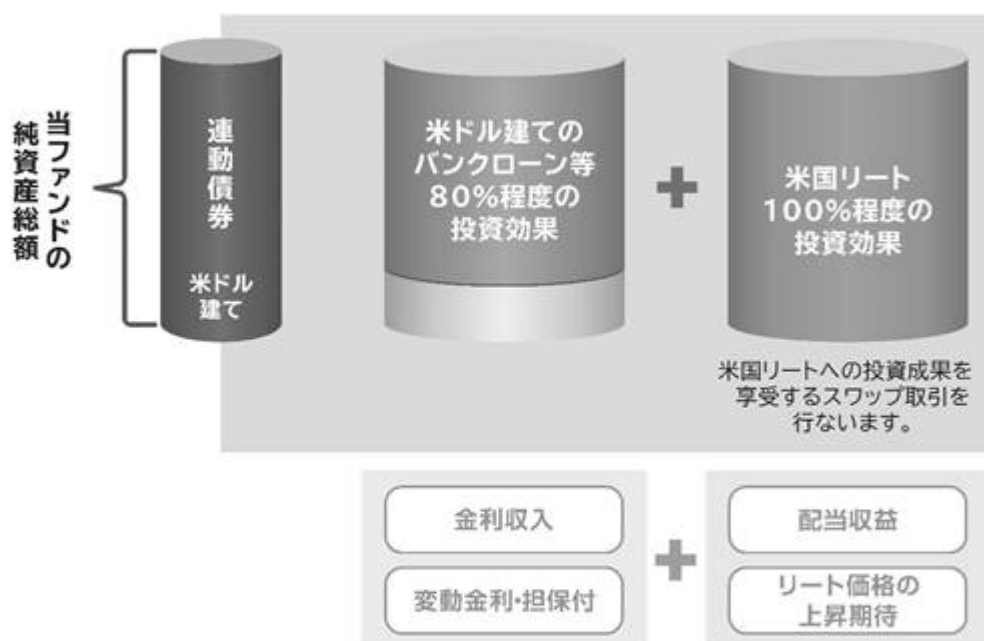 当ファンドの
純資産総額
連動債券
米ドル
建て
米ドル建ての
バンクローン等
80%程度の
投資効果
+
米国リート
100%程度の
投資効果
米国リートへの投資成果を
享受するスワップ取引を
行ないます。
金利収入
変動金利・担保付
+
配当収益
リート価格の
上昇期待